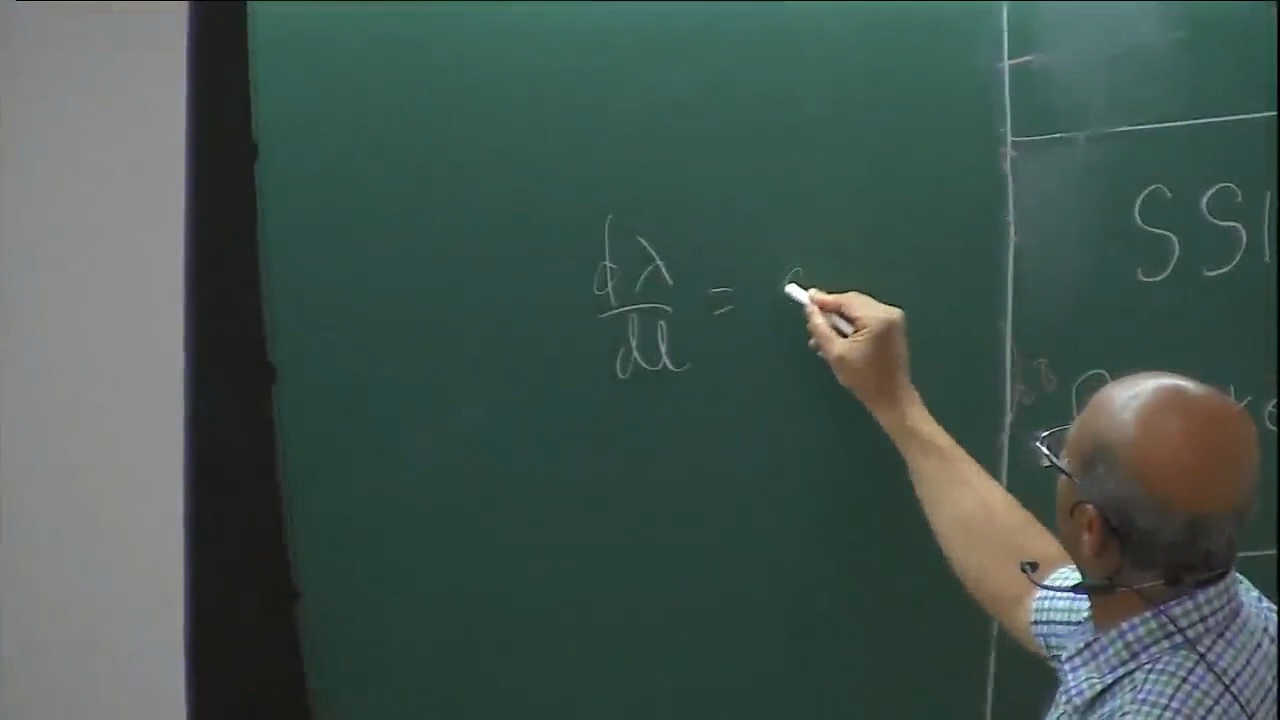 dλ
dl =
SSI